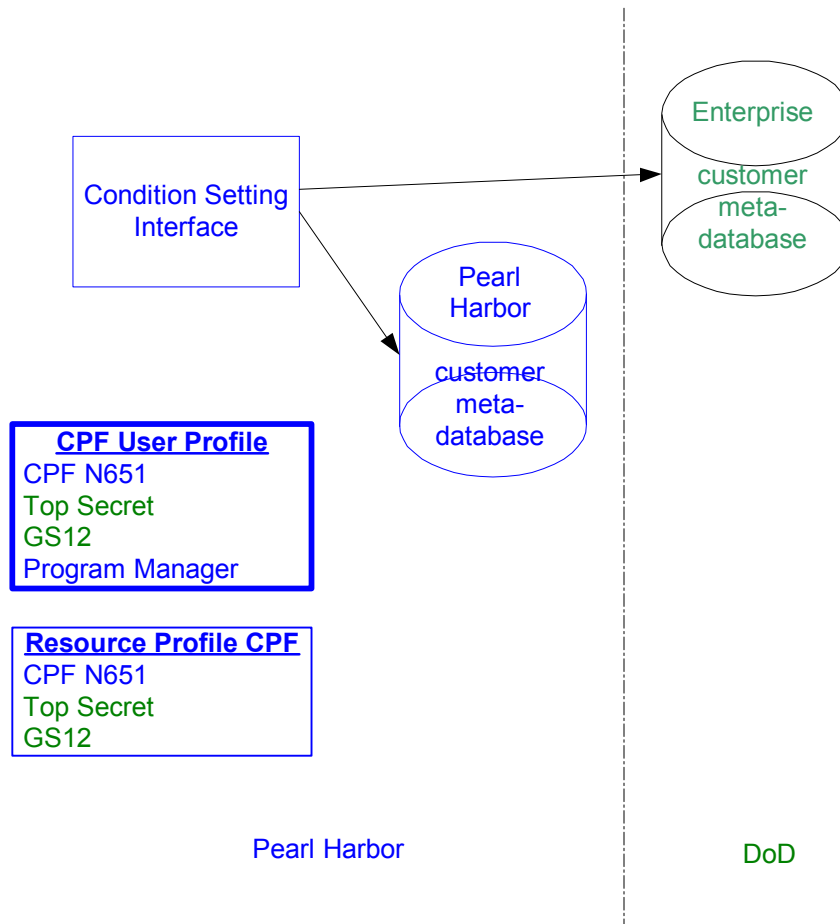 Enterprise
customer
meta-
database
Condition Setting
Interface
Pearl
Harbor
customer
meta-
database
CPF User Profile
CPF N651
Top Secret
GS12
Program Manager
Resource Profile CPF
CPF N651
Top Secret
GS12
Pearl Harbor
DoD